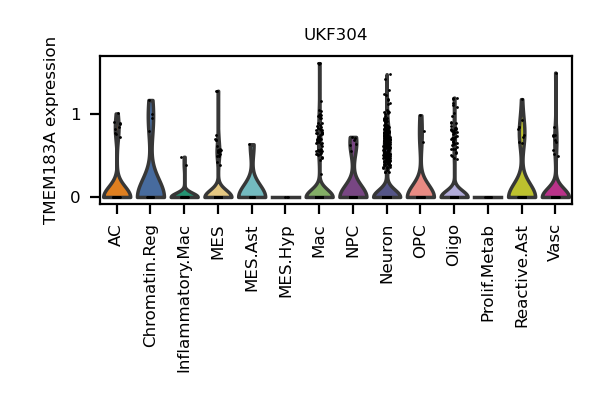 UKF304
TMEM183A expression
1
0
AC
Chromatin.Reg
Inflammatory.Mac
MES
MES.Ast
MES.Hyp
Mac
NPC
Neuron
OPC
Oligo
Prolif.Metab
Reactive.Ast
Vasc